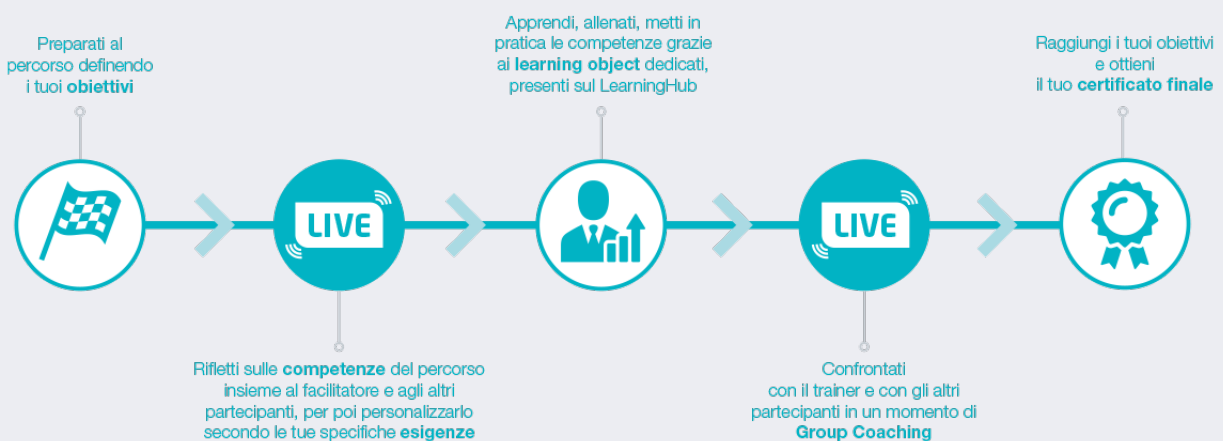 Preparati al
percorso definendo
i tuoi obiettivi
LIVE
Rifletti sulle competenze del percorso
insieme al facilitatore e agli altri
partecipanti, per poi personalizzarlo
secondo le tue specifiche esigenze
Apprendi, allenati, metti in
pratica le competenze grazie
ai learning object dedicati,
presenti sul LearningHub
LIVE
Confrontati
con il trainer e con gli altri
partecipanti in un momento di
Group Coaching
Raggiungi i tuoi obiettivi
e ottieni
il tuo certificato finale